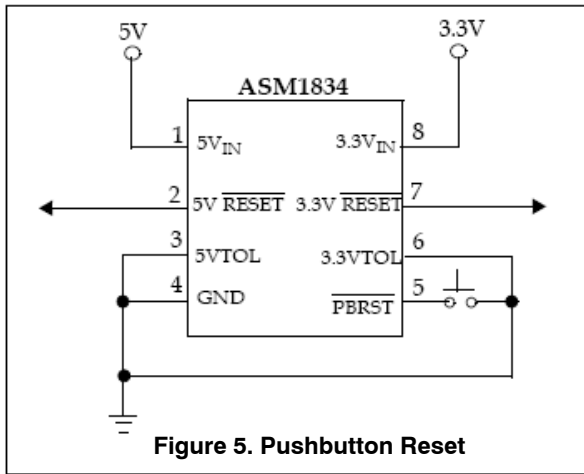 5V 3.3V
ASM1834
1 5VIN 3.3VIN 8
2 5V RESET 3.3V RESET 7
3 5VTOL 3.3VTOL 6
4 GND PBRST 5
Figure 5. Pushbutton Reset